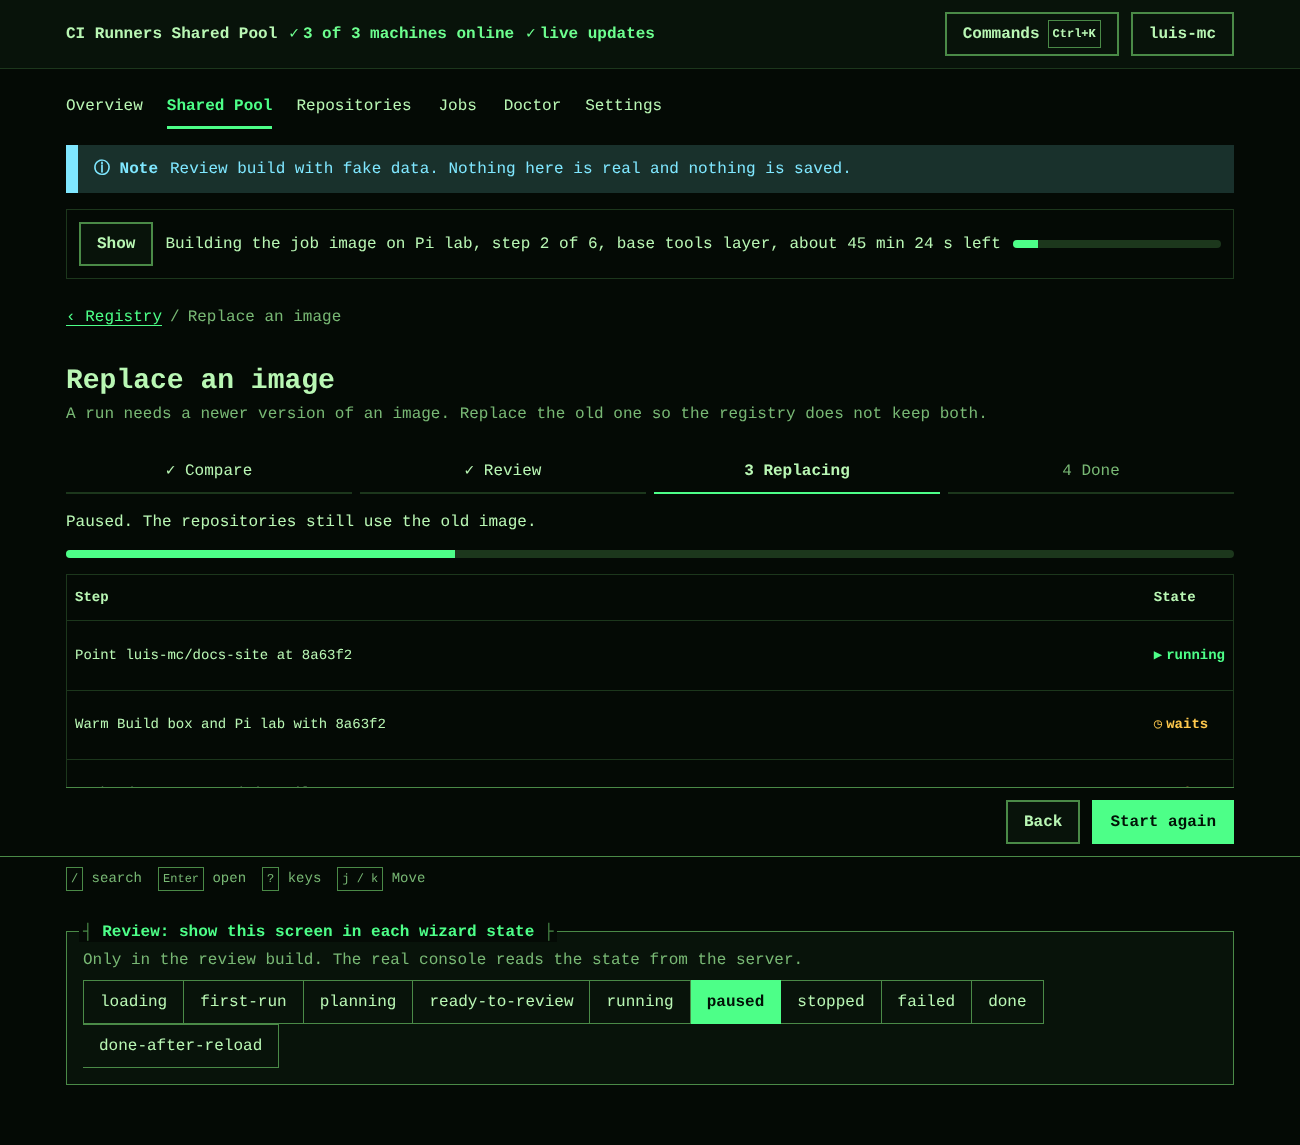 CI Runners Shared Pool ✓ 3 of 3 machines online ✓ live updates
Commands Ctrl+K
luis-mc
Overview Shared Pool Repositories Jobs Doctor Settings
ⓘ Note Review build with fake data. Nothing here is real and nothing is saved.
Show Building the job image on Pi lab, step 2 of 6, base tools layer, about 45 min 24 s left
‹ Registry / Replace an image
Replace an image
A run needs a newer version of an image. Replace the old one so the registry does not keep both.
✓ Compare ✓ Review 3 Replacing 4 Done
Paused. The repositories still use the old image.
Step State
Point luis-mc/docs-site at 8a63f2 ▶ running
Warm Build box and Pi lab with 8a63f2 ◷ waits
Back Start again
/ search Enter open ? keys j / k Move
┤ Review: show this screen in each wizard state ├
Only in the review build. The real console reads the state from the server.
loading first-run planning ready-to-review running paused stopped failed done
done-after-reload